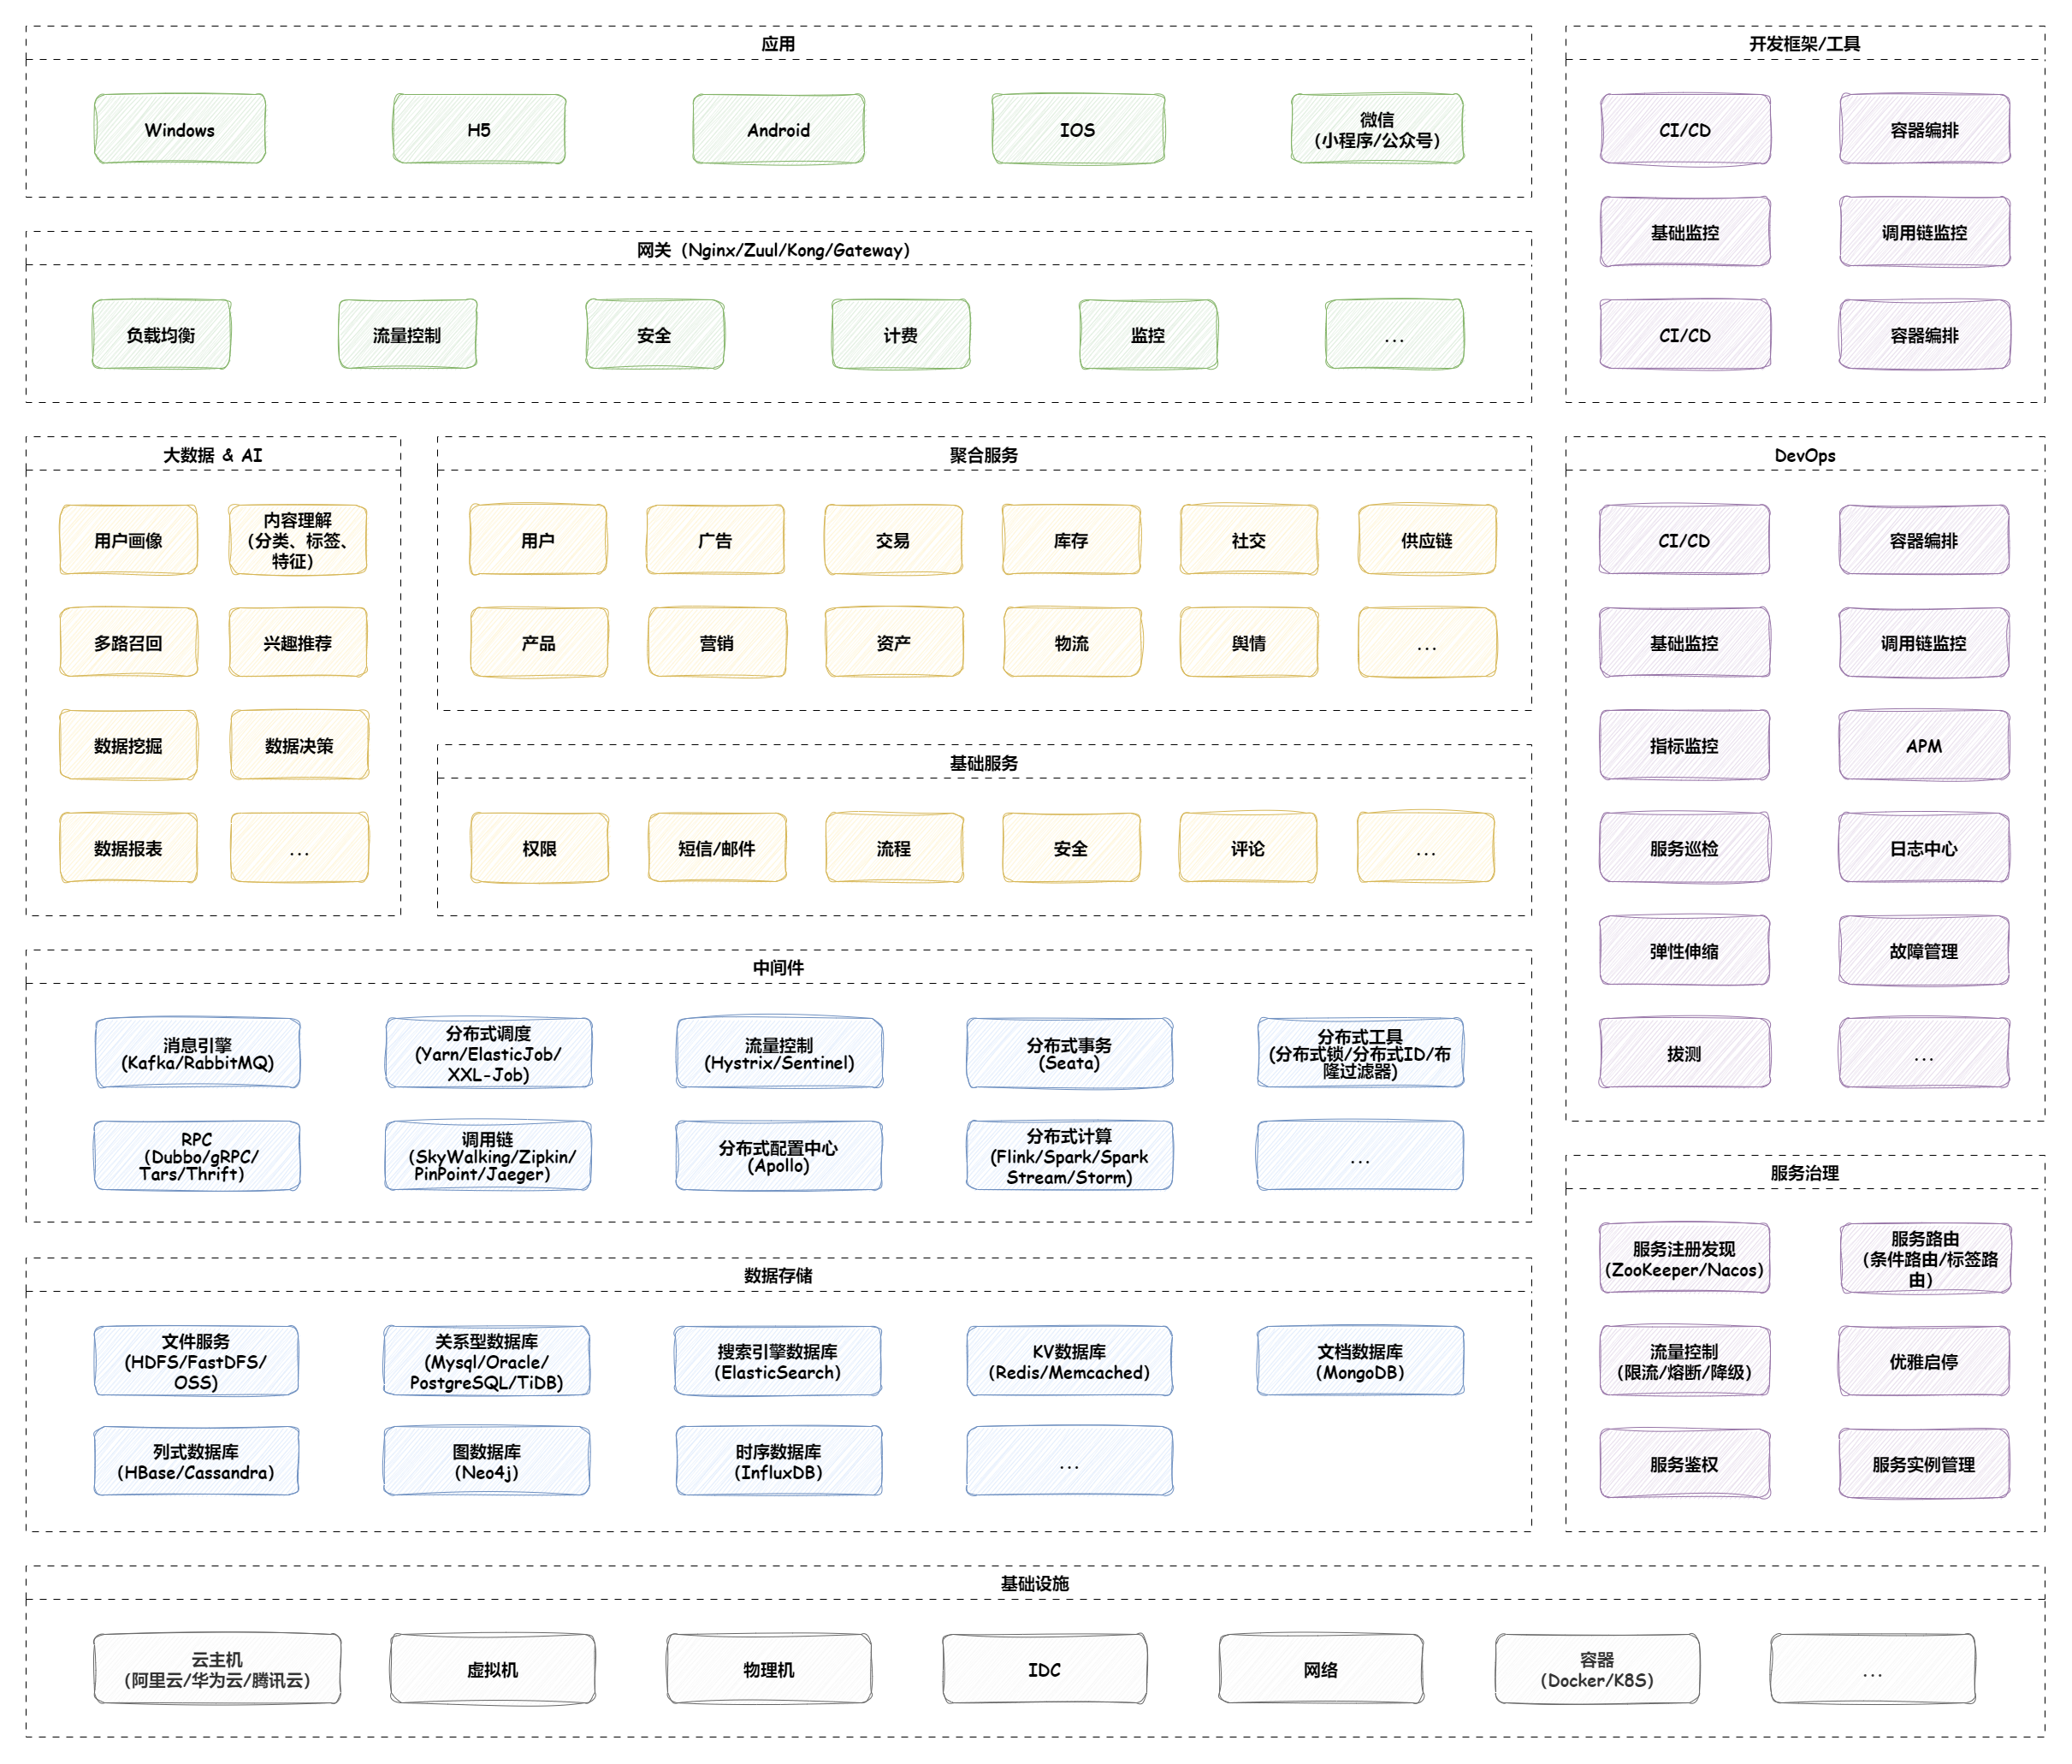 应用
Windows
H5
Android
IOS
微信
(小程序/公众号)
网关（Nginx/Zuul/Kong/Gateway）
负载均衡
流量控制
安全
计费
监控
...
大数据 & AI
用户画像
内容理解
（分类、标签、
特征）
多路召回
兴趣推荐
数据挖掘
数据决策
数据报表
...
聚合服务
用户
广告
交易
库存
社交
供应链
产品
营销
资产
物流
舆情
...
基础服务
权限
短信/邮件
流程
安全
评论
...
中间件
消息引擎
(Kafka/RabbitMQ)
分布式调度
(Yarn/ElasticJob/
XXL-Job)
流量控制
(Hystrix/Sentinel)
分布式事务
(Seata)
分布式工具
(分布式锁/分布式ID/布
隆过滤器)
RPC
(Dubbo/gRPC/
Tars/Thrift)
调用链
(SkyWalking/Zipkin/
PinPoint/Jaeger)
分布式配置中心
(Apollo)
分布式计算
(Flink/Spark/Spark
Stream/Storm)
...
数据存储
文件服务
(HDFS/FastDFS/
OSS)
关系型数据库
(Mysql/Oracle/
PostgreSQL/TiDB)
搜索引擎数据库
(ElasticSearch)
KV数据库
(Redis/Memcached)
文档数据库
(MongoDB)
列式数据库
(HBase/Cassandra)
图数据库
(Neo4j)
时序数据库
(InfluxDB)
...
开发框架/工具
CI/CD
容器编排
基础监控
调用链监控
CI/CD
容器编排
DevOps
CI/CD
容器编排
基础监控
调用链监控
指标监控
APM
服务巡检
日志中心
弹性伸缩
故障管理
拔测
...
服务治理
服务注册发现
(ZooKeeper/Nacos)
服务路由
（条件路由/标签路
由）
流量控制
(限流/熔断/降级)
优雅启停
服务鉴权
服务实例管理
基础设施
云主机
(阿里云/华为云/腾讯云)
虚拟机
物理机
IDC
网络
容器
(Docker/K8S)
...